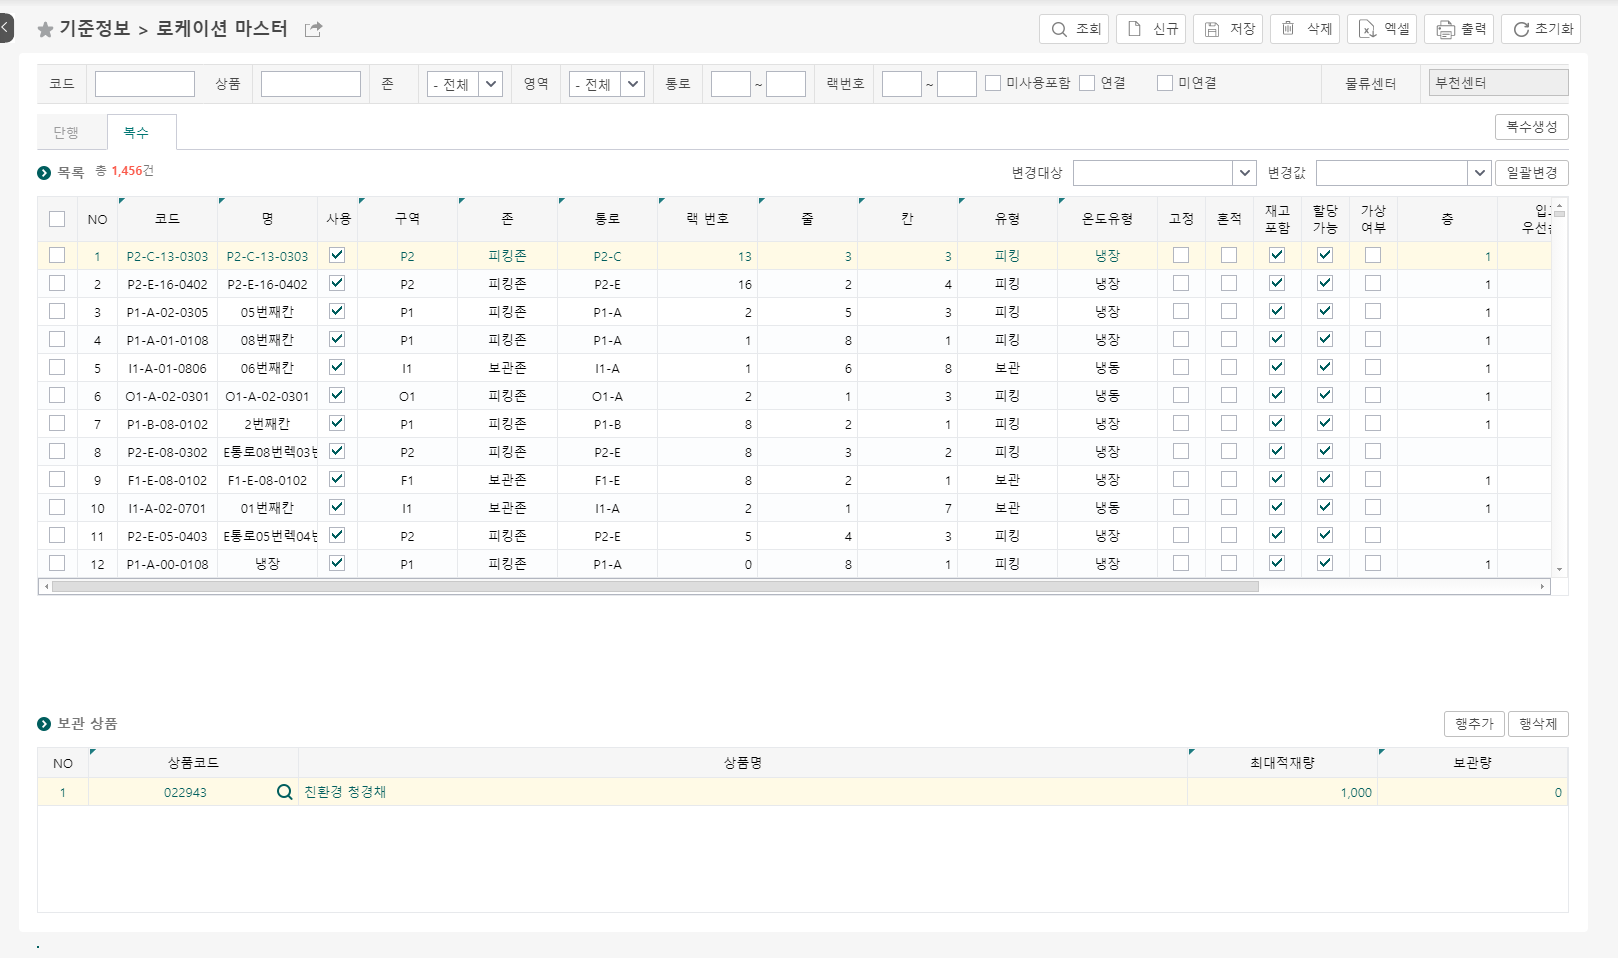 기준정보 > 로케이션 마스터
조회 신규 저장 삭제 엑셀 출력 초기화
코드 상품 존 - 전체 영역 - 전체 통로 ~ 랙번호 ~ 미사용포함 연결 미연결 물류센터 부천센터
단행 복수 복수생성
목록 총 1,456건 변경대상 변경값 일괄변경
NO 코드 명 사용 구역 존 통로 랙 번호 줄 칸 유형 온도유형 고정 혼적 재고 포함 할당 가능 가상 여부 층
1 P2-C-13-0303 P2-C-13-0303 P2 피킹존 P2-C 13 3 3 피킹 냉장 1
2 P2-E-16-0402 P2-E-16-0402 P2 피킹존 P2-E 16 2 4 피킹 냉장 1
3 P1-A-02-0305 05번째칸 P1 피킹존 P1-A 2 5 3 피킹 냉장 1
4 P1-A-01-0108 08번째칸 P1 피킹존 P1-A 1 8 1 피킹 냉장 1
5 I1-A-01-0806 06번째칸 I1 보관존 I1-A 1 6 8 보관 냉동 1
6 O1-A-02-0301 O1-A-02-0301 O1 피킹존 O1-A 2 1 3 피킹 냉동 1
7 P1-B-08-0102 2번째칸 P1 피킹존 P1-B 8 2 1 피킹 냉장 1
8 P2-E-08-0302 E통로08번렉03 P2 피킹존 P2-E 8 3 2 피킹 냉장
9 F1-E-08-0102 F1-E-08-0102 F1 보관존 F1-E 8 2 1 보관 냉장 1
10 I1-A-02-0701 01번째칸 I1 보관존 I1-A 2 1 7 보관 냉동 1
11 P2-E-05-0403 E통로05번렉04 P2 피킹존 P2-E 5 4 3 피킹 냉장
12 P1-A-00-0108 냉장 P1 피킹존 P1-A 0 8 1 피킹 냉장 1
보관 상품 행추가 행삭제
NO 상품코드 상품명 최대적재량 보관량
1 022943 친환경 청경채 1,000 0